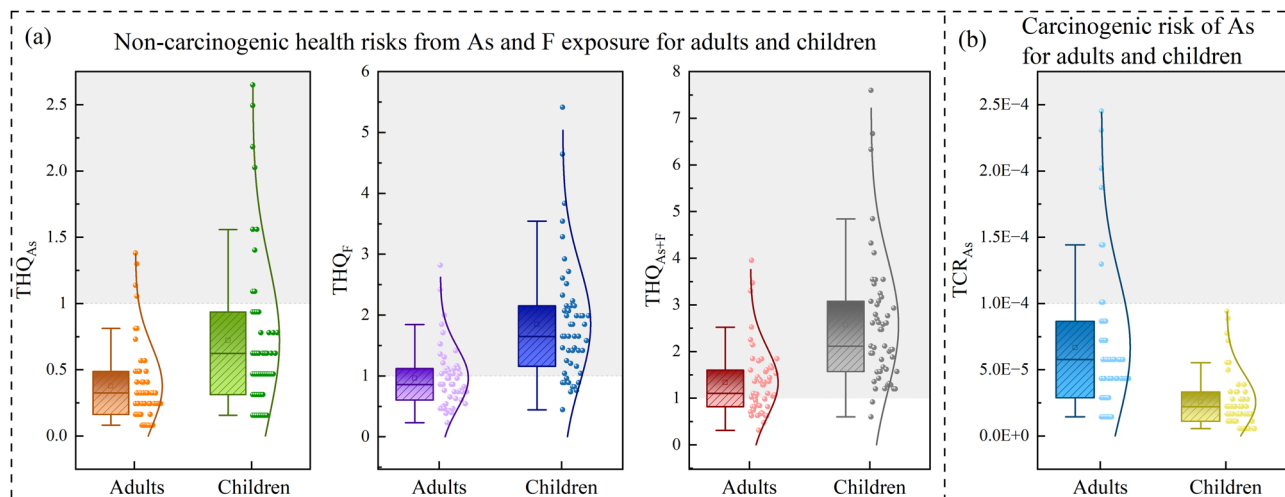 (a)
Non-carcinogenic health risks from As and F exposure for adults and children
THQAs
2.5
2.0
1.5
1
0.5
0.0
Adults
Children
THQF
6
5
4
3
2
1
0
Adults
Children
THQAs+F
8
7
6
5
4
3
2
1
0
Adults
Children
(b)
Carcinogenic risk of As
for adults and children
TCRAs
2.5E−4
2.0E−4
1.5E−4
1.0E−4
5.0E−5
0.0E+0
Adults
Children